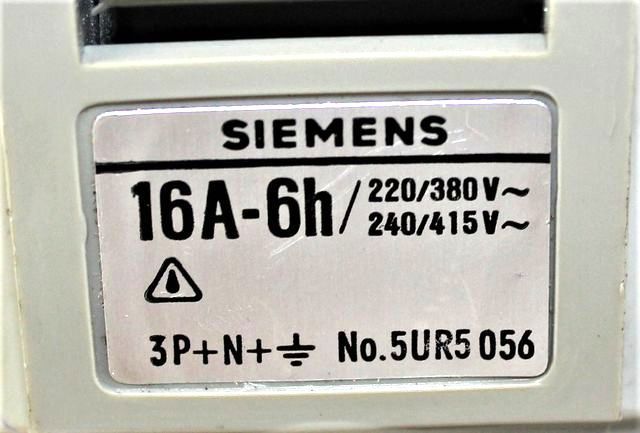 SIEMENS
16A-6h/ 220/380V~
240/415V~
3P+N+⏚ No.5UR5 056